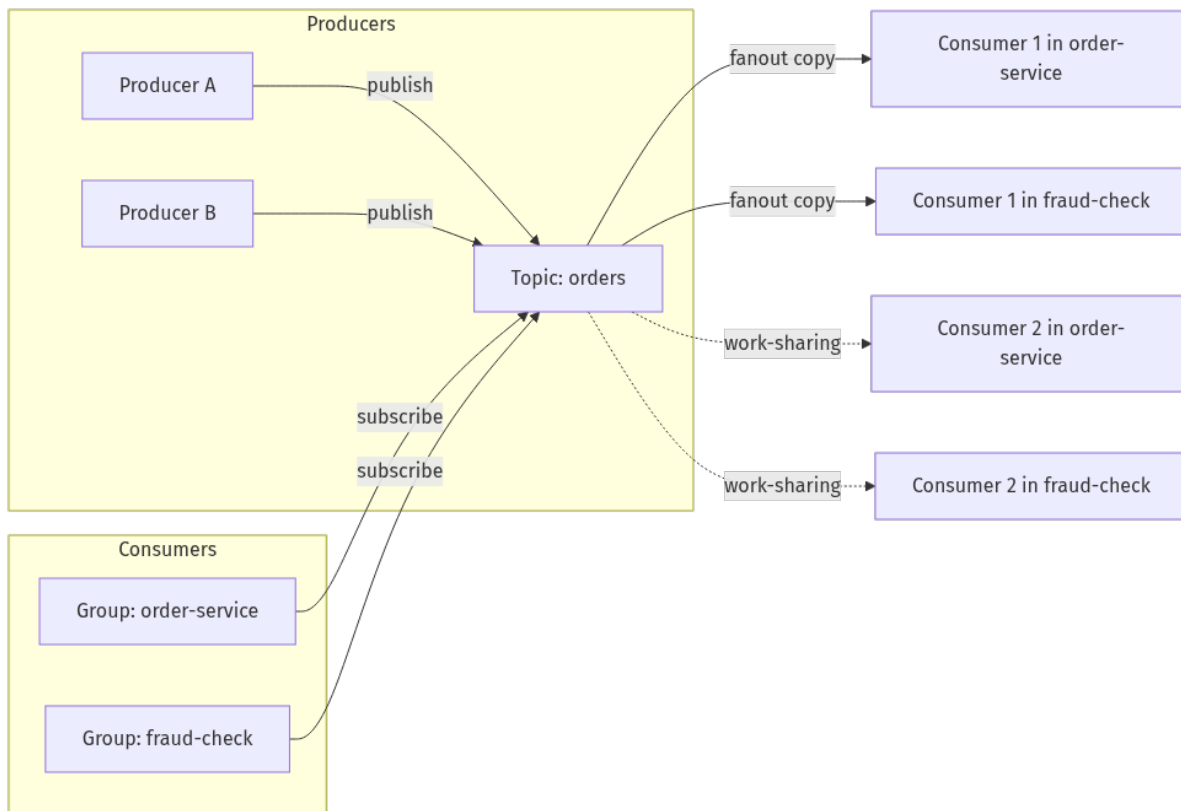 Producers
Producer A
publish
Producer B
publish
Topic: orders
fanout copy
Consumer 1 in order-
service
fanout copy
Consumer 1 in fraud-check
work-sharing
Consumer 2 in order-
service
work-sharing
Consumer 2 in fraud-check
subscribe
subscribe
Consumers
Group: order-service
Group: fraud-check